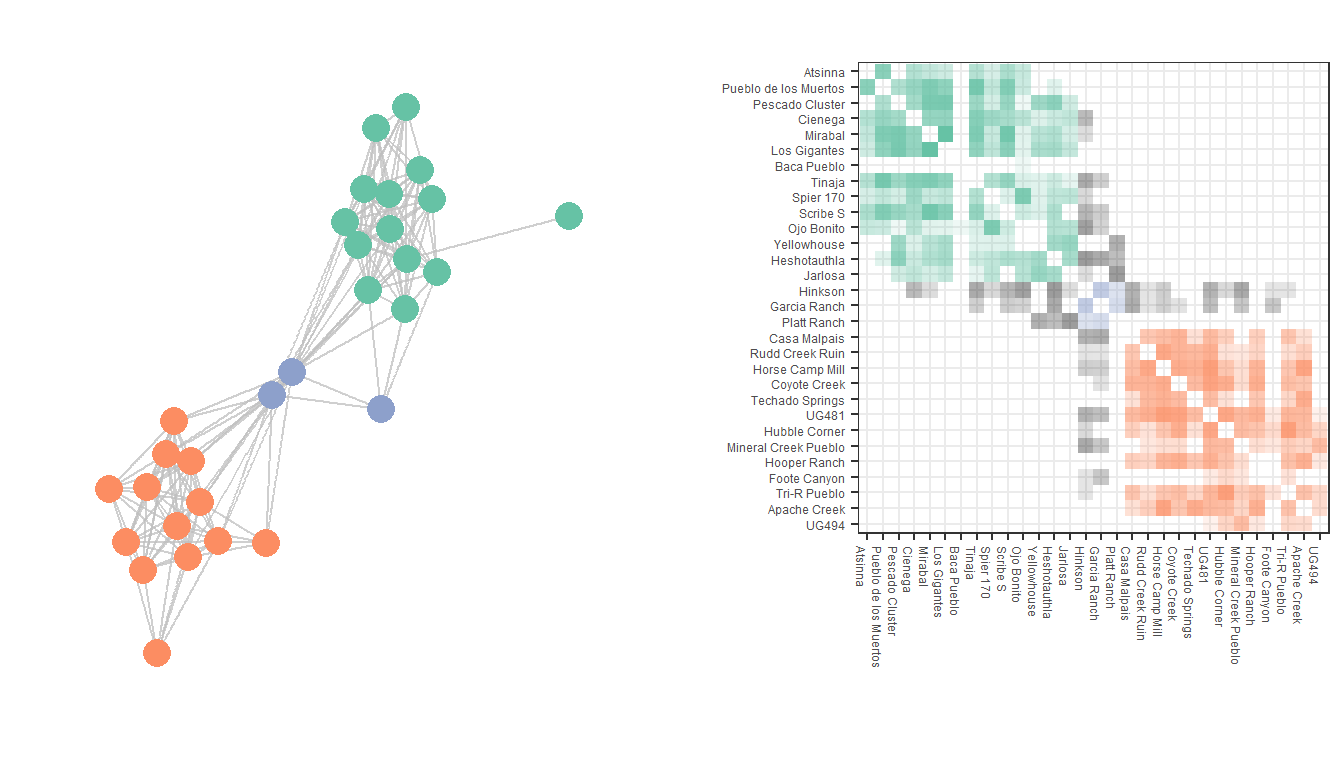 Atsinna
Pueblo de los Muertos
Pescado Cluster
Cienega
Mirabal
Los Gigantes
Baca Pueblo
Tinaja
Spier 170
Scribe S
Ojo Bonito
Yellowhouse
Heshotauthla
Jarlosa
Hinkson
Garcia Ranch
Platt Ranch
Casa Malpais
Rudd Creek Ruin
Horse Camp Mill
Coyote Creek
Techado Springs
UG481
Hubble Corner
Mineral Creek Pueblo
Hooper Ranch
Foote Canyon
Tri-R Pueblo
Apache Creek
UG494
Atsinna
Pueblo de los Muertos
Pescado Cluster
Cienega
Mirabal
Los Gigantes
Baca Pueblo
Tinaja
Spier 170
Scribe S
Ojo Bonito
Yellowhouse
Heshotauthla
Jarlosa
Hinkson
Garcia Ranch
Platt Ranch
Casa Malpais
Rudd Creek Ruin
Horse Camp Mill
Coyote Creek
Techado Springs
UG481
Hubble Corner
Mineral Creek Pueblo
Hooper Ranch
Foote Canyon
Tri-R Pueblo
Apache Creek
UG494